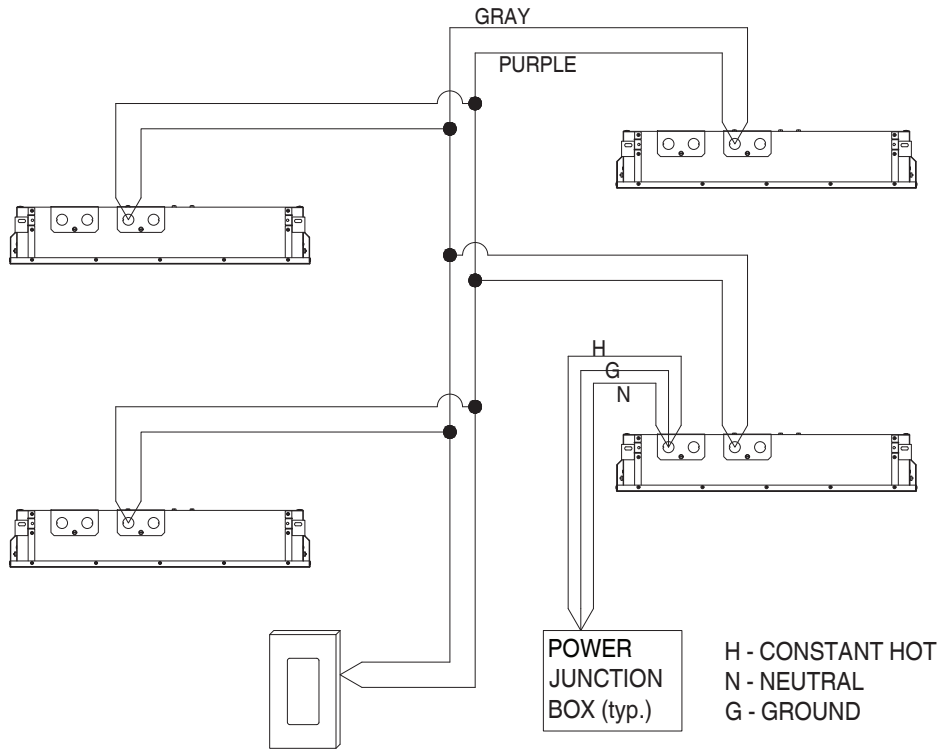 GRAY
PURPLE
H
G
N
POWER
JUNCTION
BOX (typ.)
H - CONSTANT HOT
N - NEUTRAL
G - GROUND